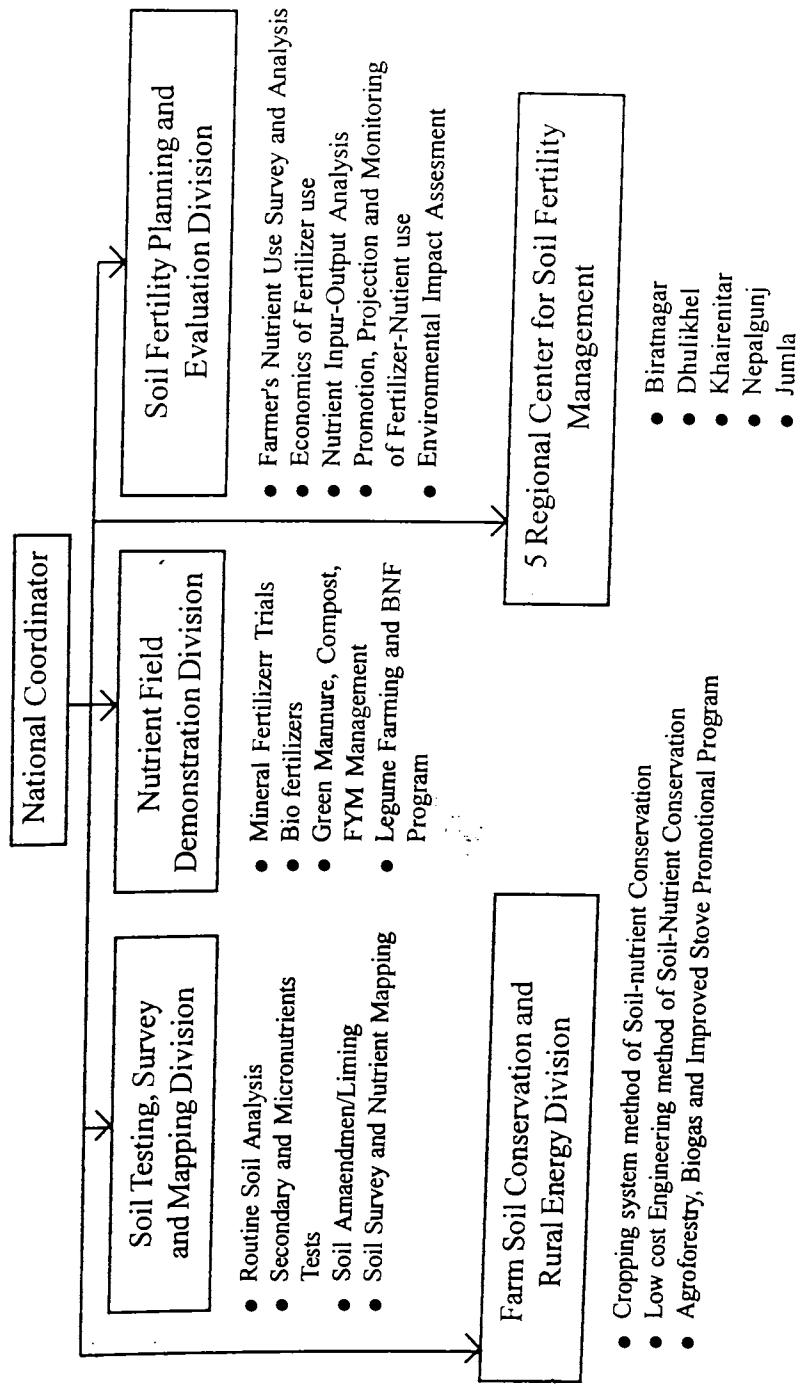 National Coordinator
Soil Testing, Survey
and Mapping Division
● Routine Soil Analysis
● Secondary and Micronutrients
Tests
● Soil Amaendmen/Liming
● Soil Survey and Nutrient Mapping
Nutrient Field
Demonstration Division
● Mineral Fertilizerr Trials
● Bio fertilizers
● Green Mannure, Compost,
FYM Management
● Legume Farming and BNF
Program
Soil Fertility Planning and
Evaluation Division
● Farmer's Nutrient Use Survey and Analysis
● Economics of Fertilizer use
● Nutrient Inpur-Output Analysis
● Promotion, Projection and Monitoring
of Fertilizer-Nutient use
● Environmental Impact Assesment
Farm Soil Conservation and
Rural Energy Division
● Cropping system method of Soil-nutrient Conservation
● Low cost Engineering method of Soil-Nutrient Conservation
● Agroforestry, Biogas and Improved Stove Promotional Program
5 Regional Center for Soil Fertility
Management
● Biratnagar
● Dhulikhel
● Khairenitar
● Nepalgunj
● Jumla